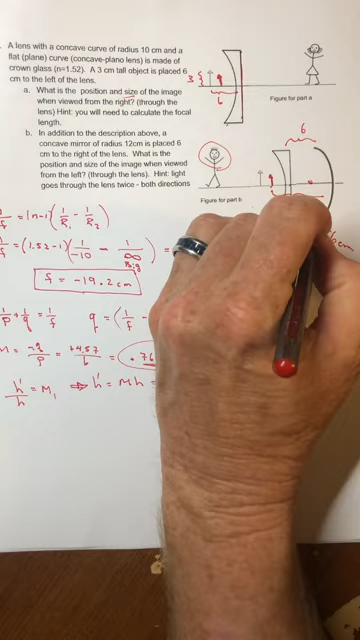 A lens with a concave curve of radius 10 cm and a
flat (plane) curve (concave-plano lens) is made of
crown glass (n=1.52). A 3 cm tall object is placed 6
cm to the left of the lens.
a. What is the position and size of the image
when viewed from the right? (through the
lens) Hint: you will need to calculate the focal
length.
b. In addition to the description above, a
concave mirror of radius 12cm is placed 6
cm to the right of the lens. What is the
position and size of the image when viewed
from the left? (through the lens). Hint: light
goes through the lens twice - both directions
3
6
Figure for part a
6
Figure for part b
6cm
1/f = (n-1)(1/R₁ - 1/R₂)
1/f = (1.52-1)(1/-10 - 1/∞) =
Big
f = -19.2cm
1/p + 1/q = 1/f q = (1/f -
M = -q/p = +4.57/6 = +.76
h'/h = M₁ ⇒ h' = Mh =